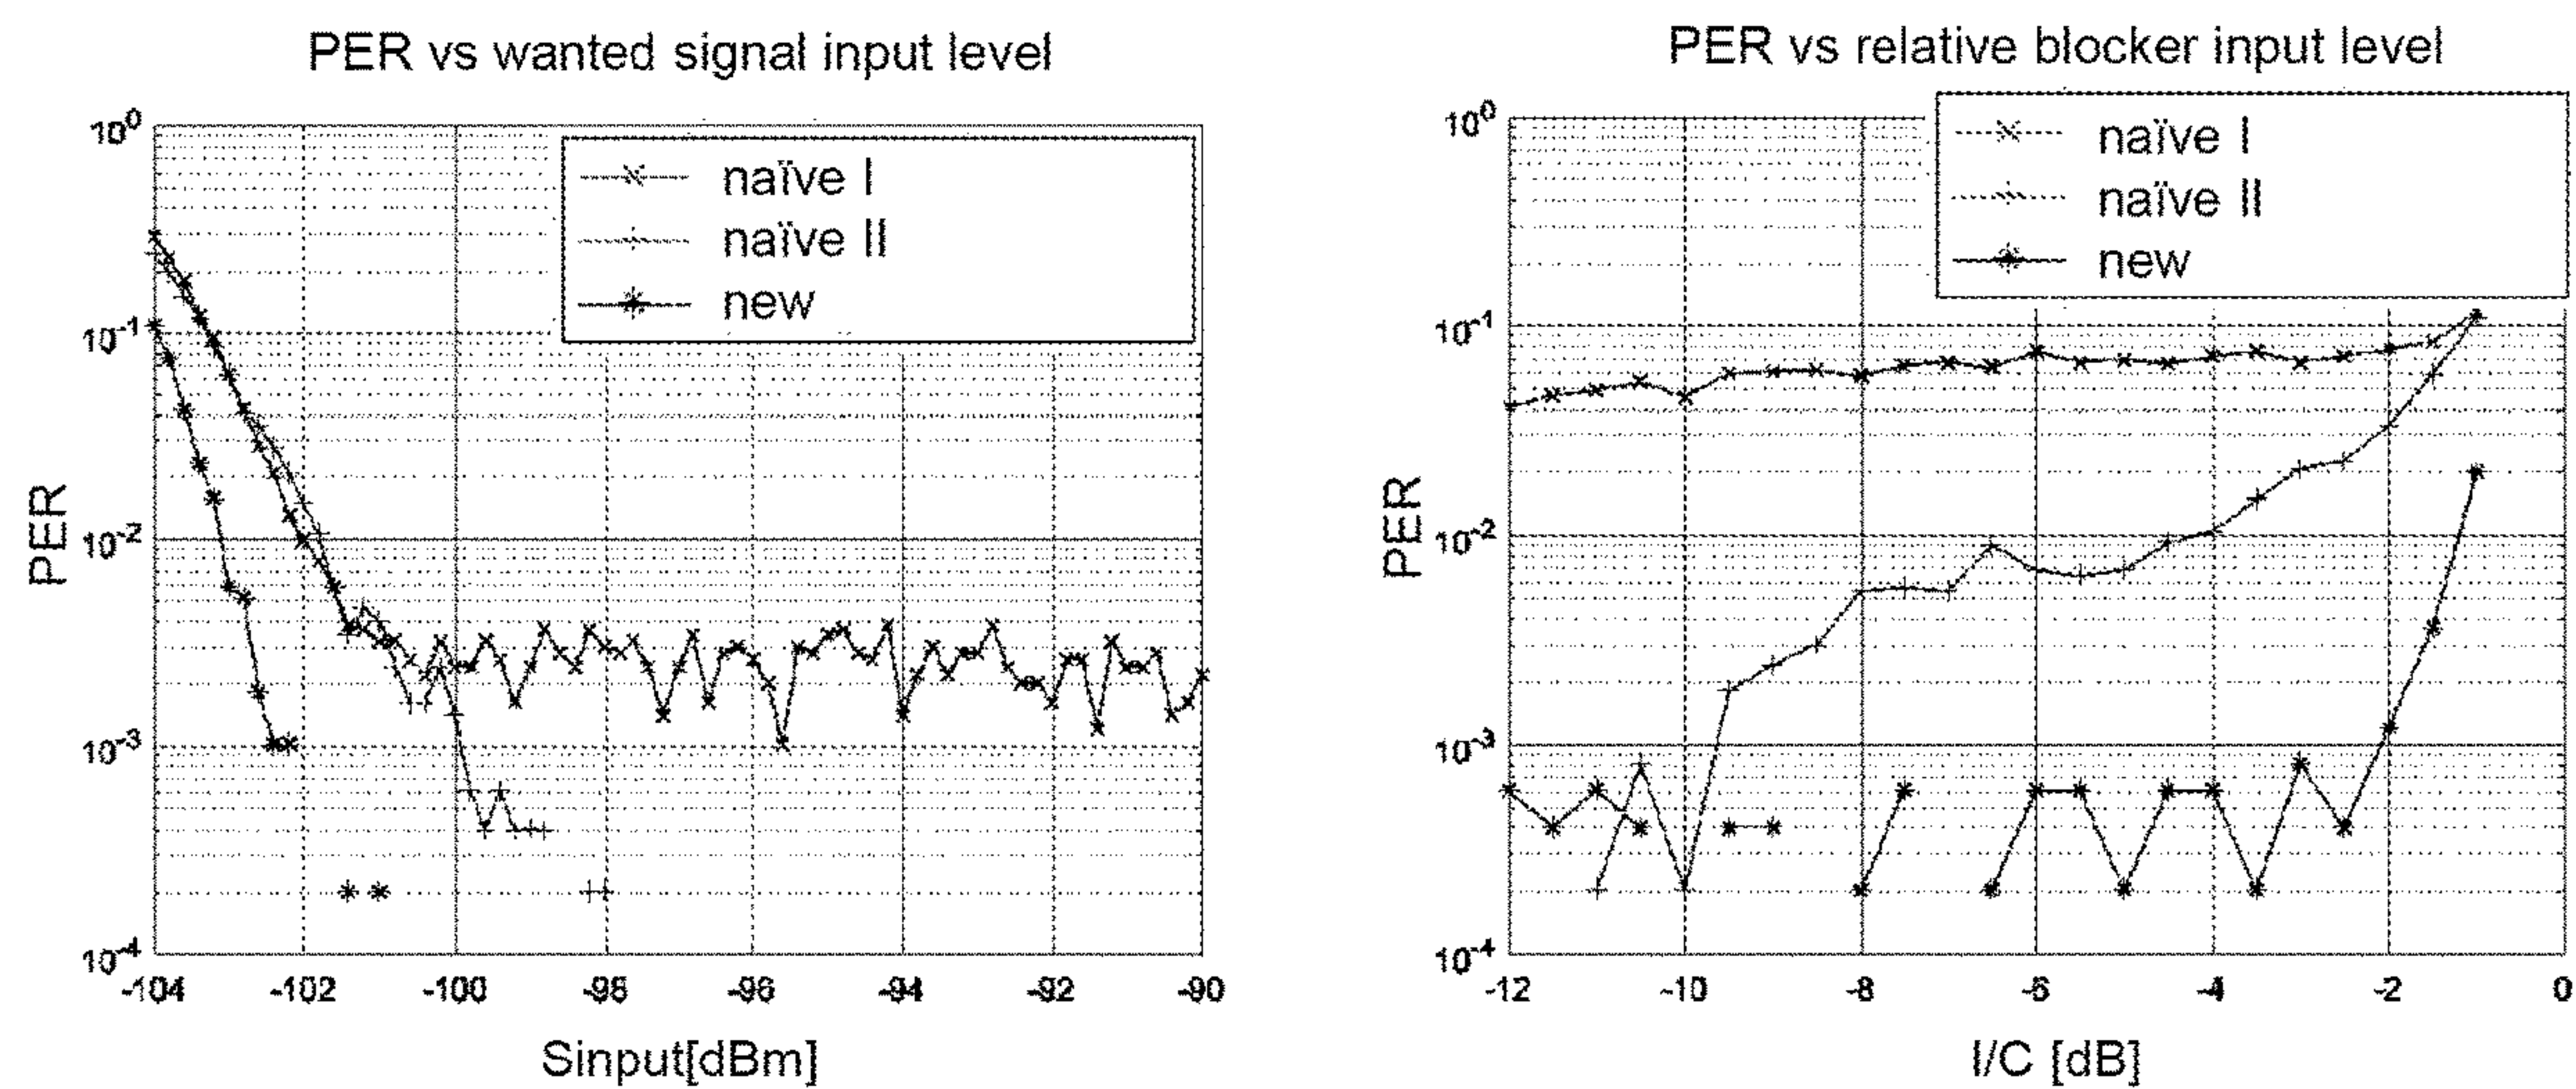 PER vs wanted signal input level
10^0
10^-1
10^-2
10^-3
10^-4
PER
naïve I
naïve II
new
-104 -102 -100 -98 -96 -94 -92 -90
Sinput[dBm]
PER vs relative blocker input level
10^0
10^-1
10^-2
10^-3
10^-4
PER
naïve I
naïve II
new
-12 -10 -8 -6 -4 -2 0
I/C [dB]